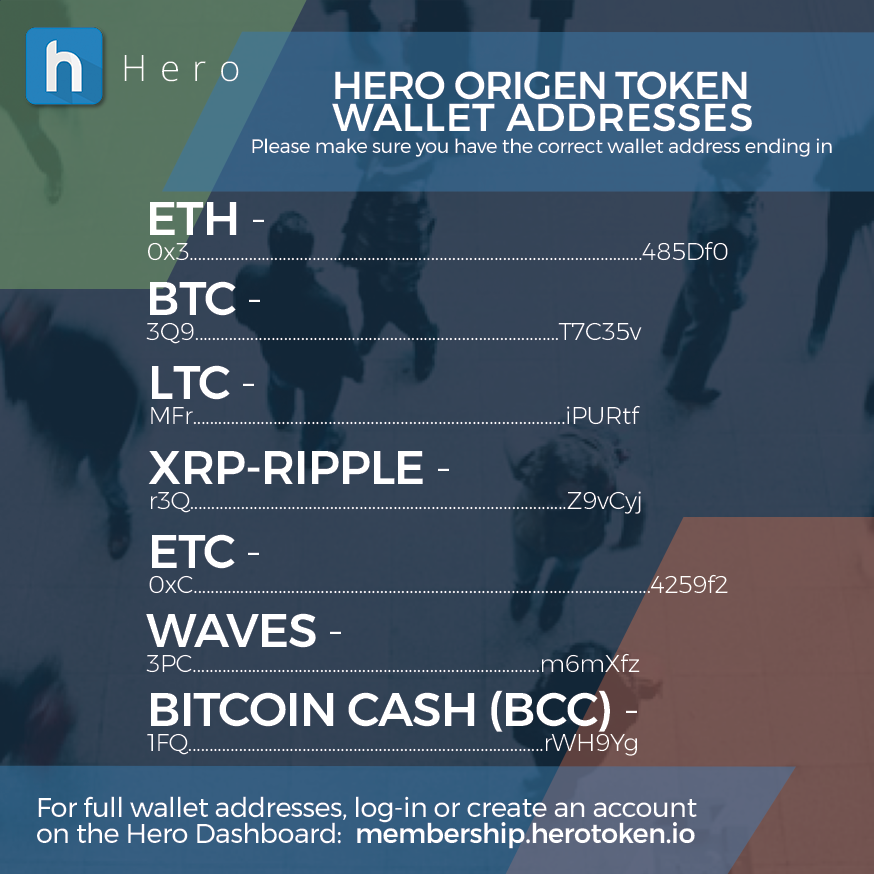 h Hero
HERO ORIGEN TOKEN
WALLET ADDRESSES
Please make sure you have the correct wallet address ending in
ETH -
0x3..............................................................................................................485Df0
BTC -
3Q9.........................................................................................T7C35v
LTC -
MFr...........................................................................................iPURtf
XRP-RIPPLE -
r3Q............................................................................................Z9vCyj
ETC -
0xC................................................................................................................4259f2
WAVES -
3PC.....................................................................................m6mXfz
BITCOIN CASH (BCC) -
1FQ.......................................................................................rWH9Yg
For full wallet addresses, log-in or create an account
on the Hero Dashboard: membership.herotoken.io